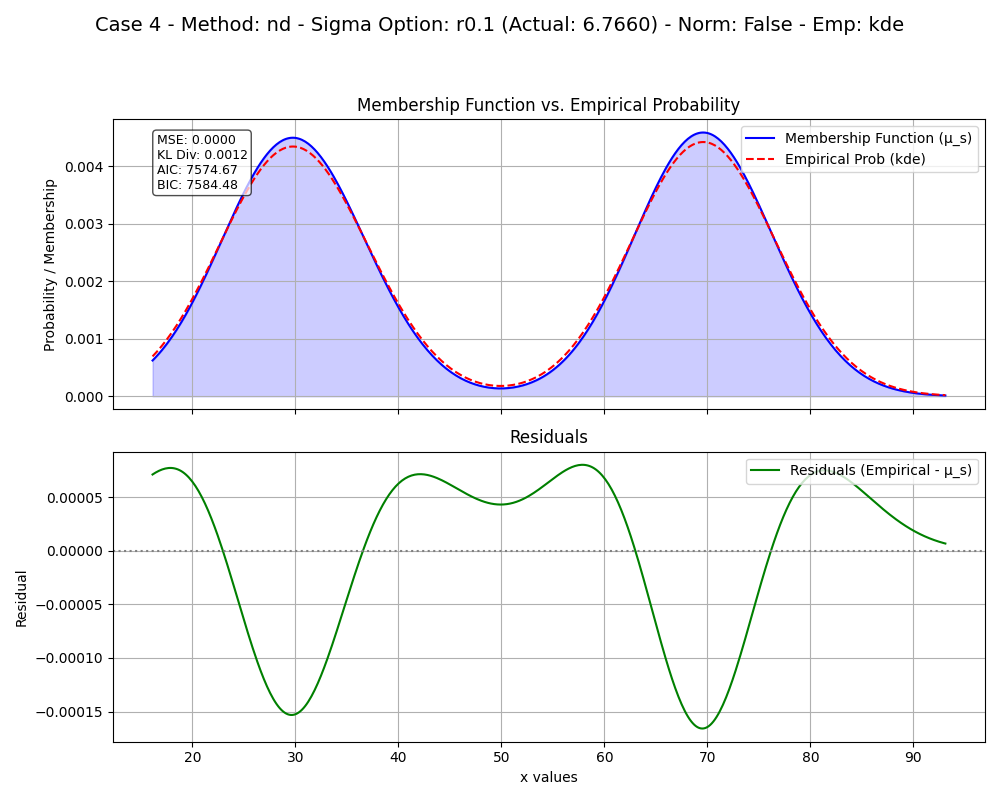 Case 4 - Method: nd - Sigma Option: r0.1 (Actual: 6.7660) - Norm: False - Emp: kde
Membership Function vs. Empirical Probability
MSE: 0.0000
KL Div: 0.0012
AIC: 7574.67
BIC: 7584.48
Membership Function (μ_s)
Empirical Prob (kde)
Probability / Membership
0.004
0.003
0.002
0.001
0.000
Residuals
Residuals (Empirical - μ_s)
Residual
0.00005
0.00000
−0.00005
−0.00010
−0.00015
20 30 40 50 60 70 80 90
x values